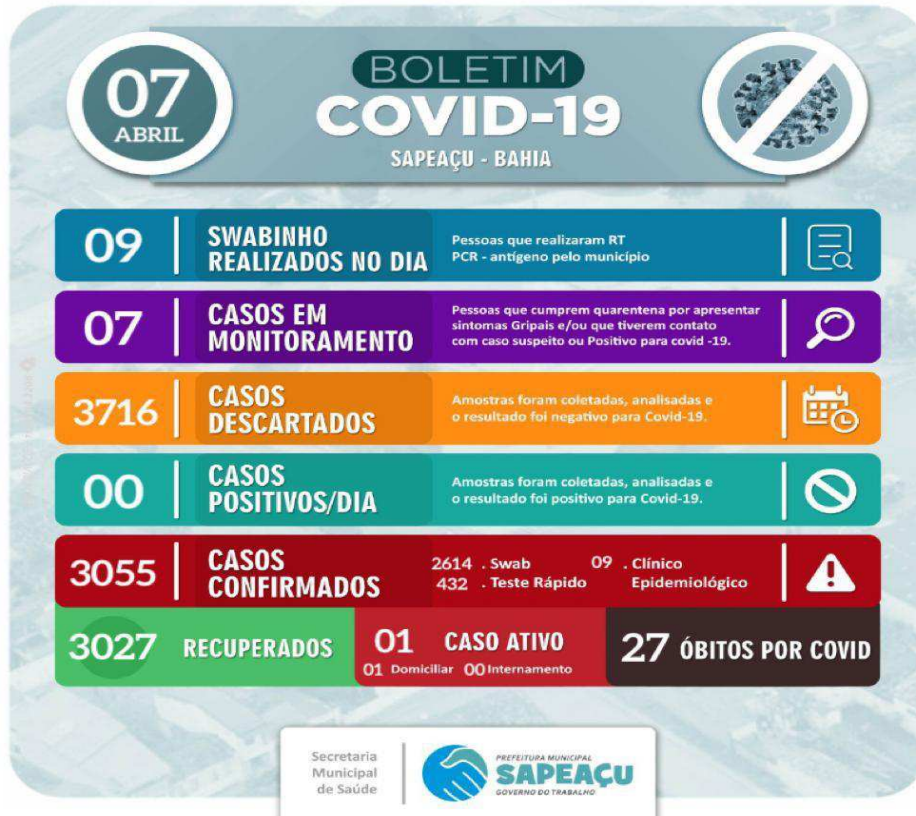 07
ABRIL
BOLETIM
COVID-19
SAPEAÇU - BAHIA
09
SWABINHO
REALIZADOS NO DIA
Pessoas que realizaram RT
PCR - antígeno pelo município
07
CASOS EM
MONITORAMENTO
Pessoas que cumprem quarentena por apresentar
sintomas Gripais e/ou que tiverem contato
com caso suspeito ou Positivo para covid -19.
3716
CASOS
DESCARTADOS
Amostras foram coletadas, analisadas e
o resultado foi negativo para Covid-19.
00
CASOS
POSITIVOS/DIA
Amostras foram coletadas, analisadas e
o resultado foi positivo para Covid-19.
3055
CASOS
CONFIRMADOS
2614 . Swab
432 . Teste Rápido
09 . Clínico
Epidemiológico
3027 RECUPERADOS
01 CASO ATIVO
01 Domiciliar 00 Internamento
27 ÓBITOS POR COVID
Secretaria
Municipal
de Saúde
PREFEITURA MUNICIPAL
SAPEAÇU
GOVERNO DO TRABALHO